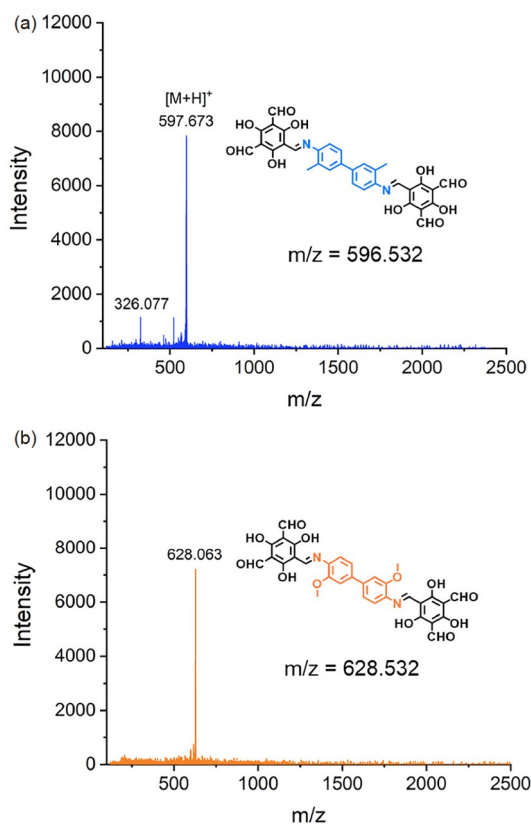 (a)
12000
10000
8000
6000
4000
2000
0
Intensity
[M+H]+
597.673
326.077
CHO
HO OH
CHO N
OH
N OH CHO
HO OH
CHO
m/z = 596.532
500 1000 1500 2000 2500
m/z
(b)
12000
10000
8000
6000
4000
2000
0
Intensity
628.063
CHO
HO OH
CHO N
OH O
O
N OH CHO
HO OH
CHO
m/z = 628.532
500 1000 1500 2000 2500
m/z